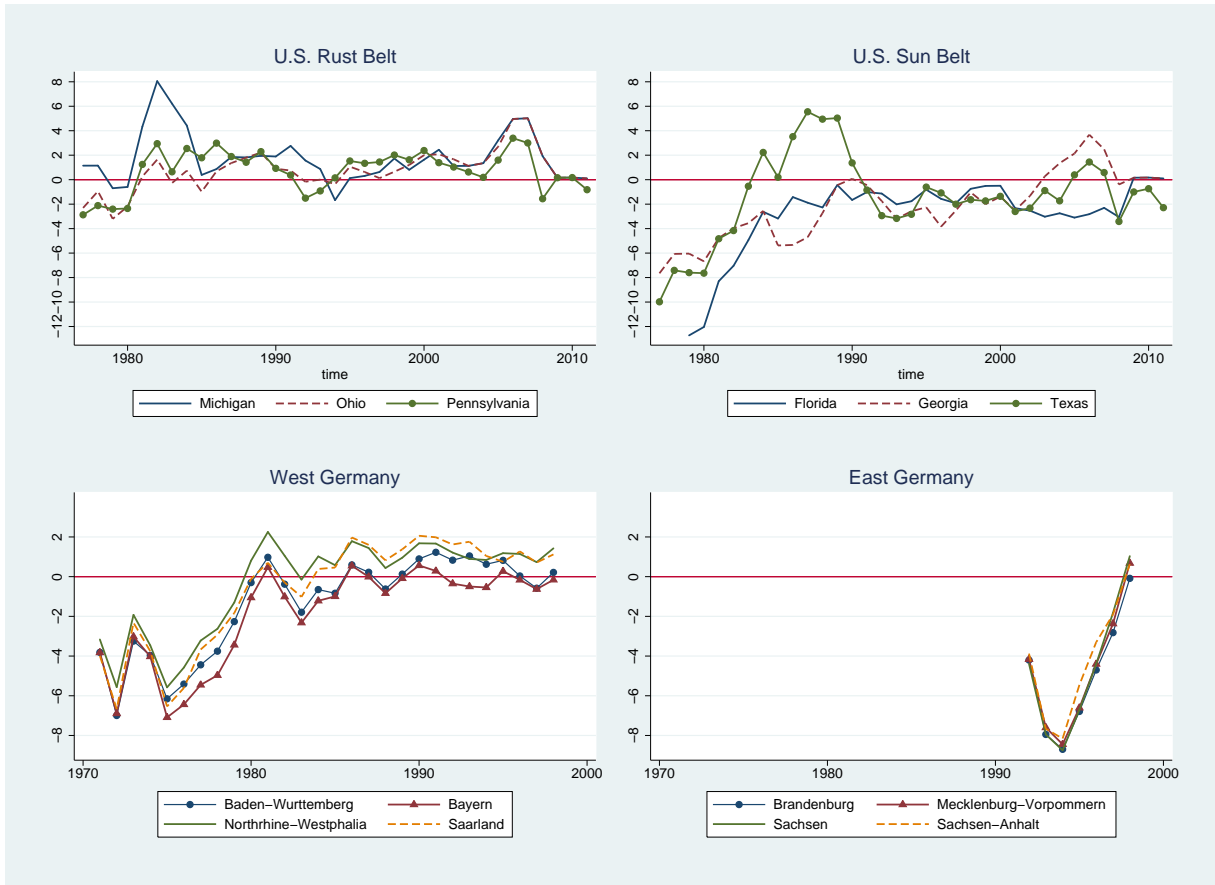 U.S. Rust Belt
8
6
4
2
0
−2
−4
−6
−8
−12−10
1980
1990
2000
2010
time
Michigan
Ohio
Pennsylvania
U.S. Sun Belt
8
6
4
2
0
−2
−4
−6
−8
−12−10
1980
1990
2000
2010
time
Florida
Georgia
Texas
West Germany
2
0
−2
−4
−6
−8
1970
1980
1990
2000
Baden−Wurttemberg
Bayern
Northrhine−Westphalia
Saarland
East Germany
2
0
−2
−4
−6
−8
1970
1980
1990
2000
Brandenburg
Mecklenburg−Vorpommern
Sachsen
Sachsen−Anhalt